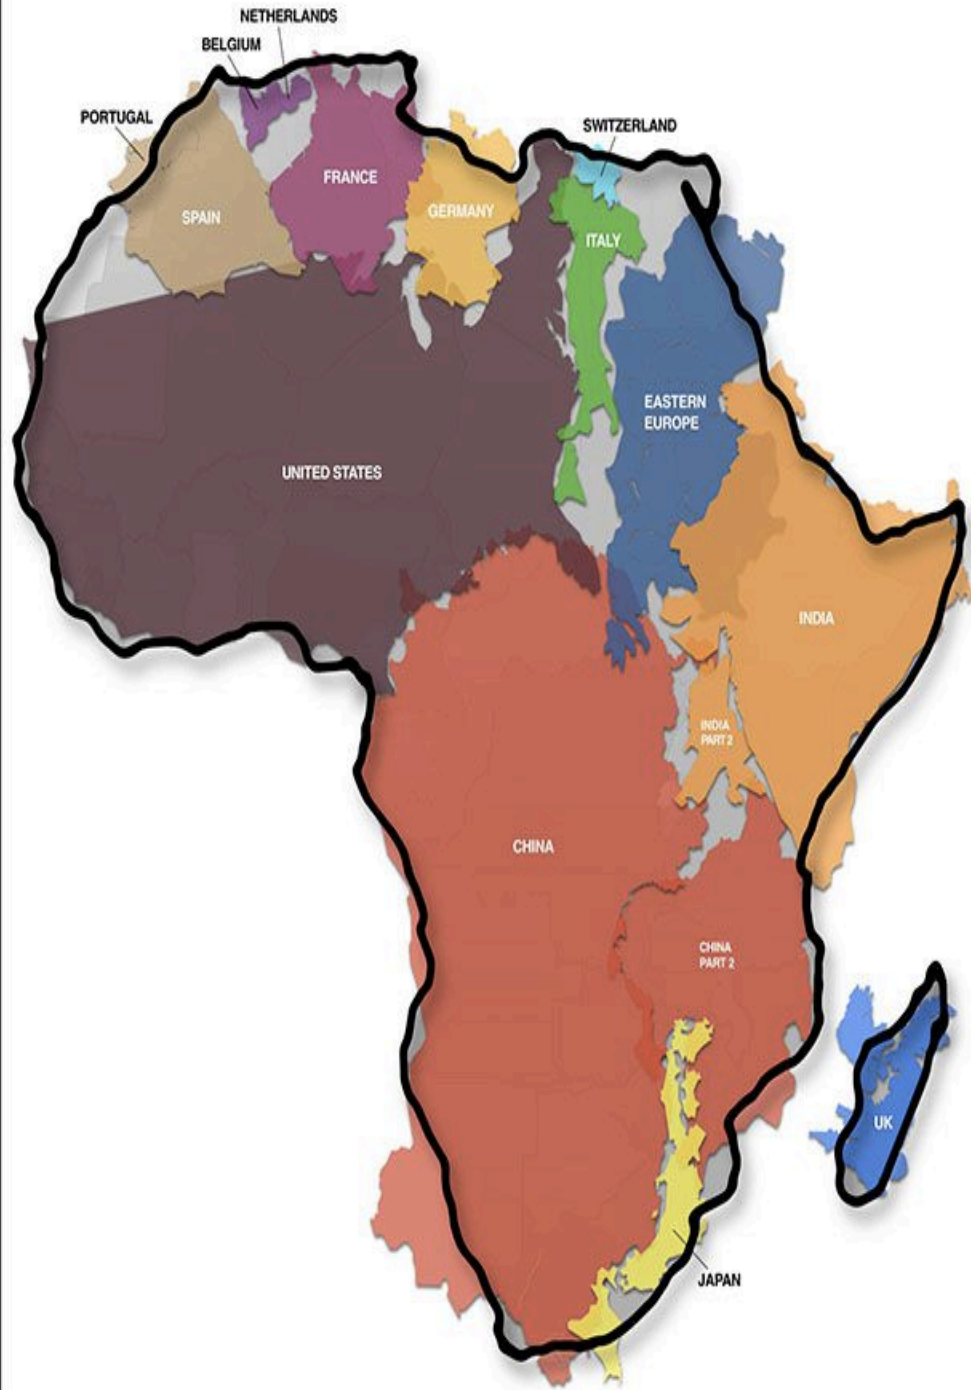 NETHERLANDS
BELGIUM
PORTUGAL
SWITZERLAND
FRANCE
SPAIN
GERMANY
ITALY
EASTERN
EUROPE
UNITED STATES
INDIA
INDIA
PART 2
CHINA
CHINA
PART 2
UK
JAPAN